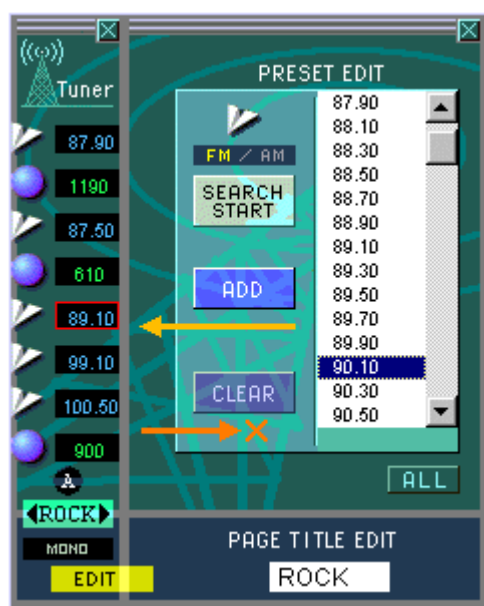 ((ო))
Tuner
87.90
1190
87.50
610
89.10
99.10
100.50
900
A
ROCK
MONO
EDIT
PRESET EDIT
FM / AM
SEARCH
START
ADD
CLEAR
87.90
88.10
88.30
88.50
88.70
88.90
89.10
89.30
89.50
89.70
89.90
90.10
90.30
90.50
ALL
PAGE TITLE EDIT
ROCK